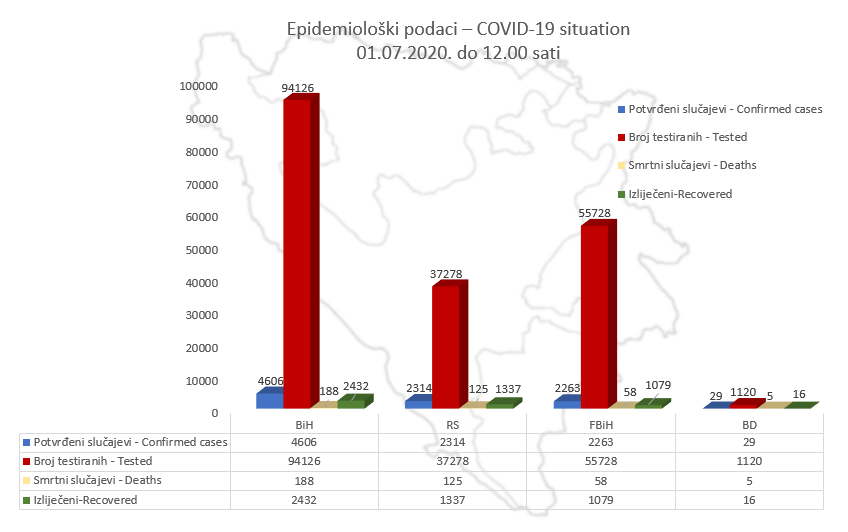 Epidemiološki podaci – COVID-19 situation
01.07.2020. do 12.00 sati
100000
90000
80000
70000
60000
50000
40000
30000
20000
10000
0
Potvrđeni slučajevi - Confirmed cases
Broj testiranih - Tested
Smrtni slučajevi - Deaths
Izliječeni-Recovered
4606 94126 188 2432
2314 37278 125 1337
2263 55728 58 1079
29 1120 5 16
BiH RS FBiH BD
Potvrđeni slučajevi - Confirmed cases 4606 2314 2263 29
Broj testiranih - Tested 94126 37278 55728 1120
Smrtni slučajevi - Deaths 188 125 58 5
Izliječeni-Recovered 2432 1337 1079 16